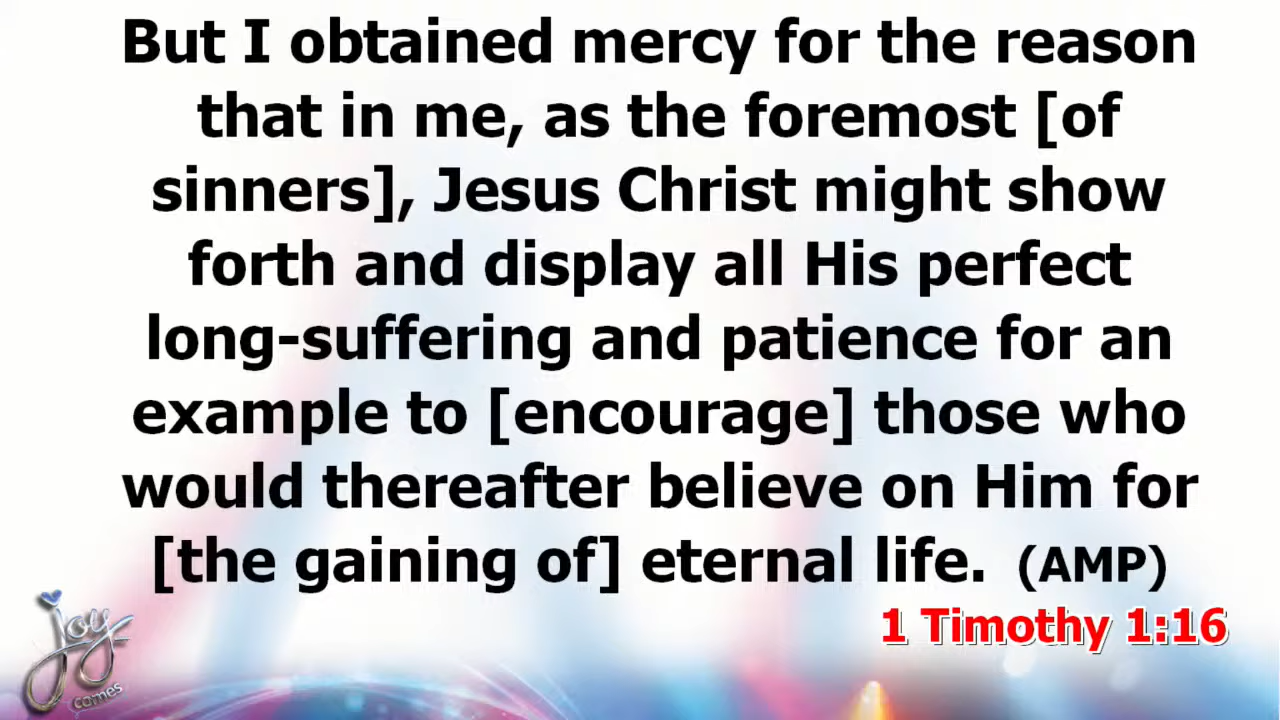 But I obtained mercy for the reason
that in me, as the foremost [of
sinners], Jesus Christ might show
forth and display all His perfect
long-suffering and patience for an
example to [encourage] those who
would thereafter believe on Him for
[the gaining of] eternal life. (AMP)
1 Timothy 1:16
joy
comes